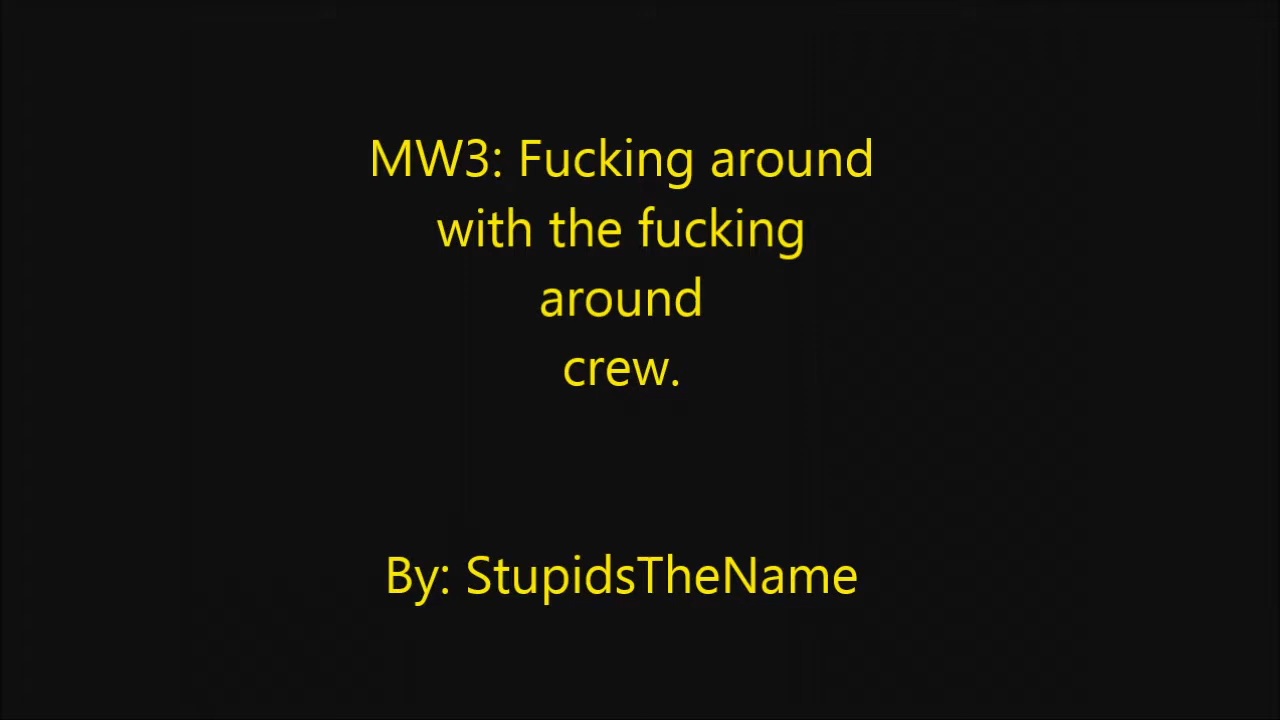 MW3: Fucking around
with the fucking
around
crew.
By: StupidsTheName